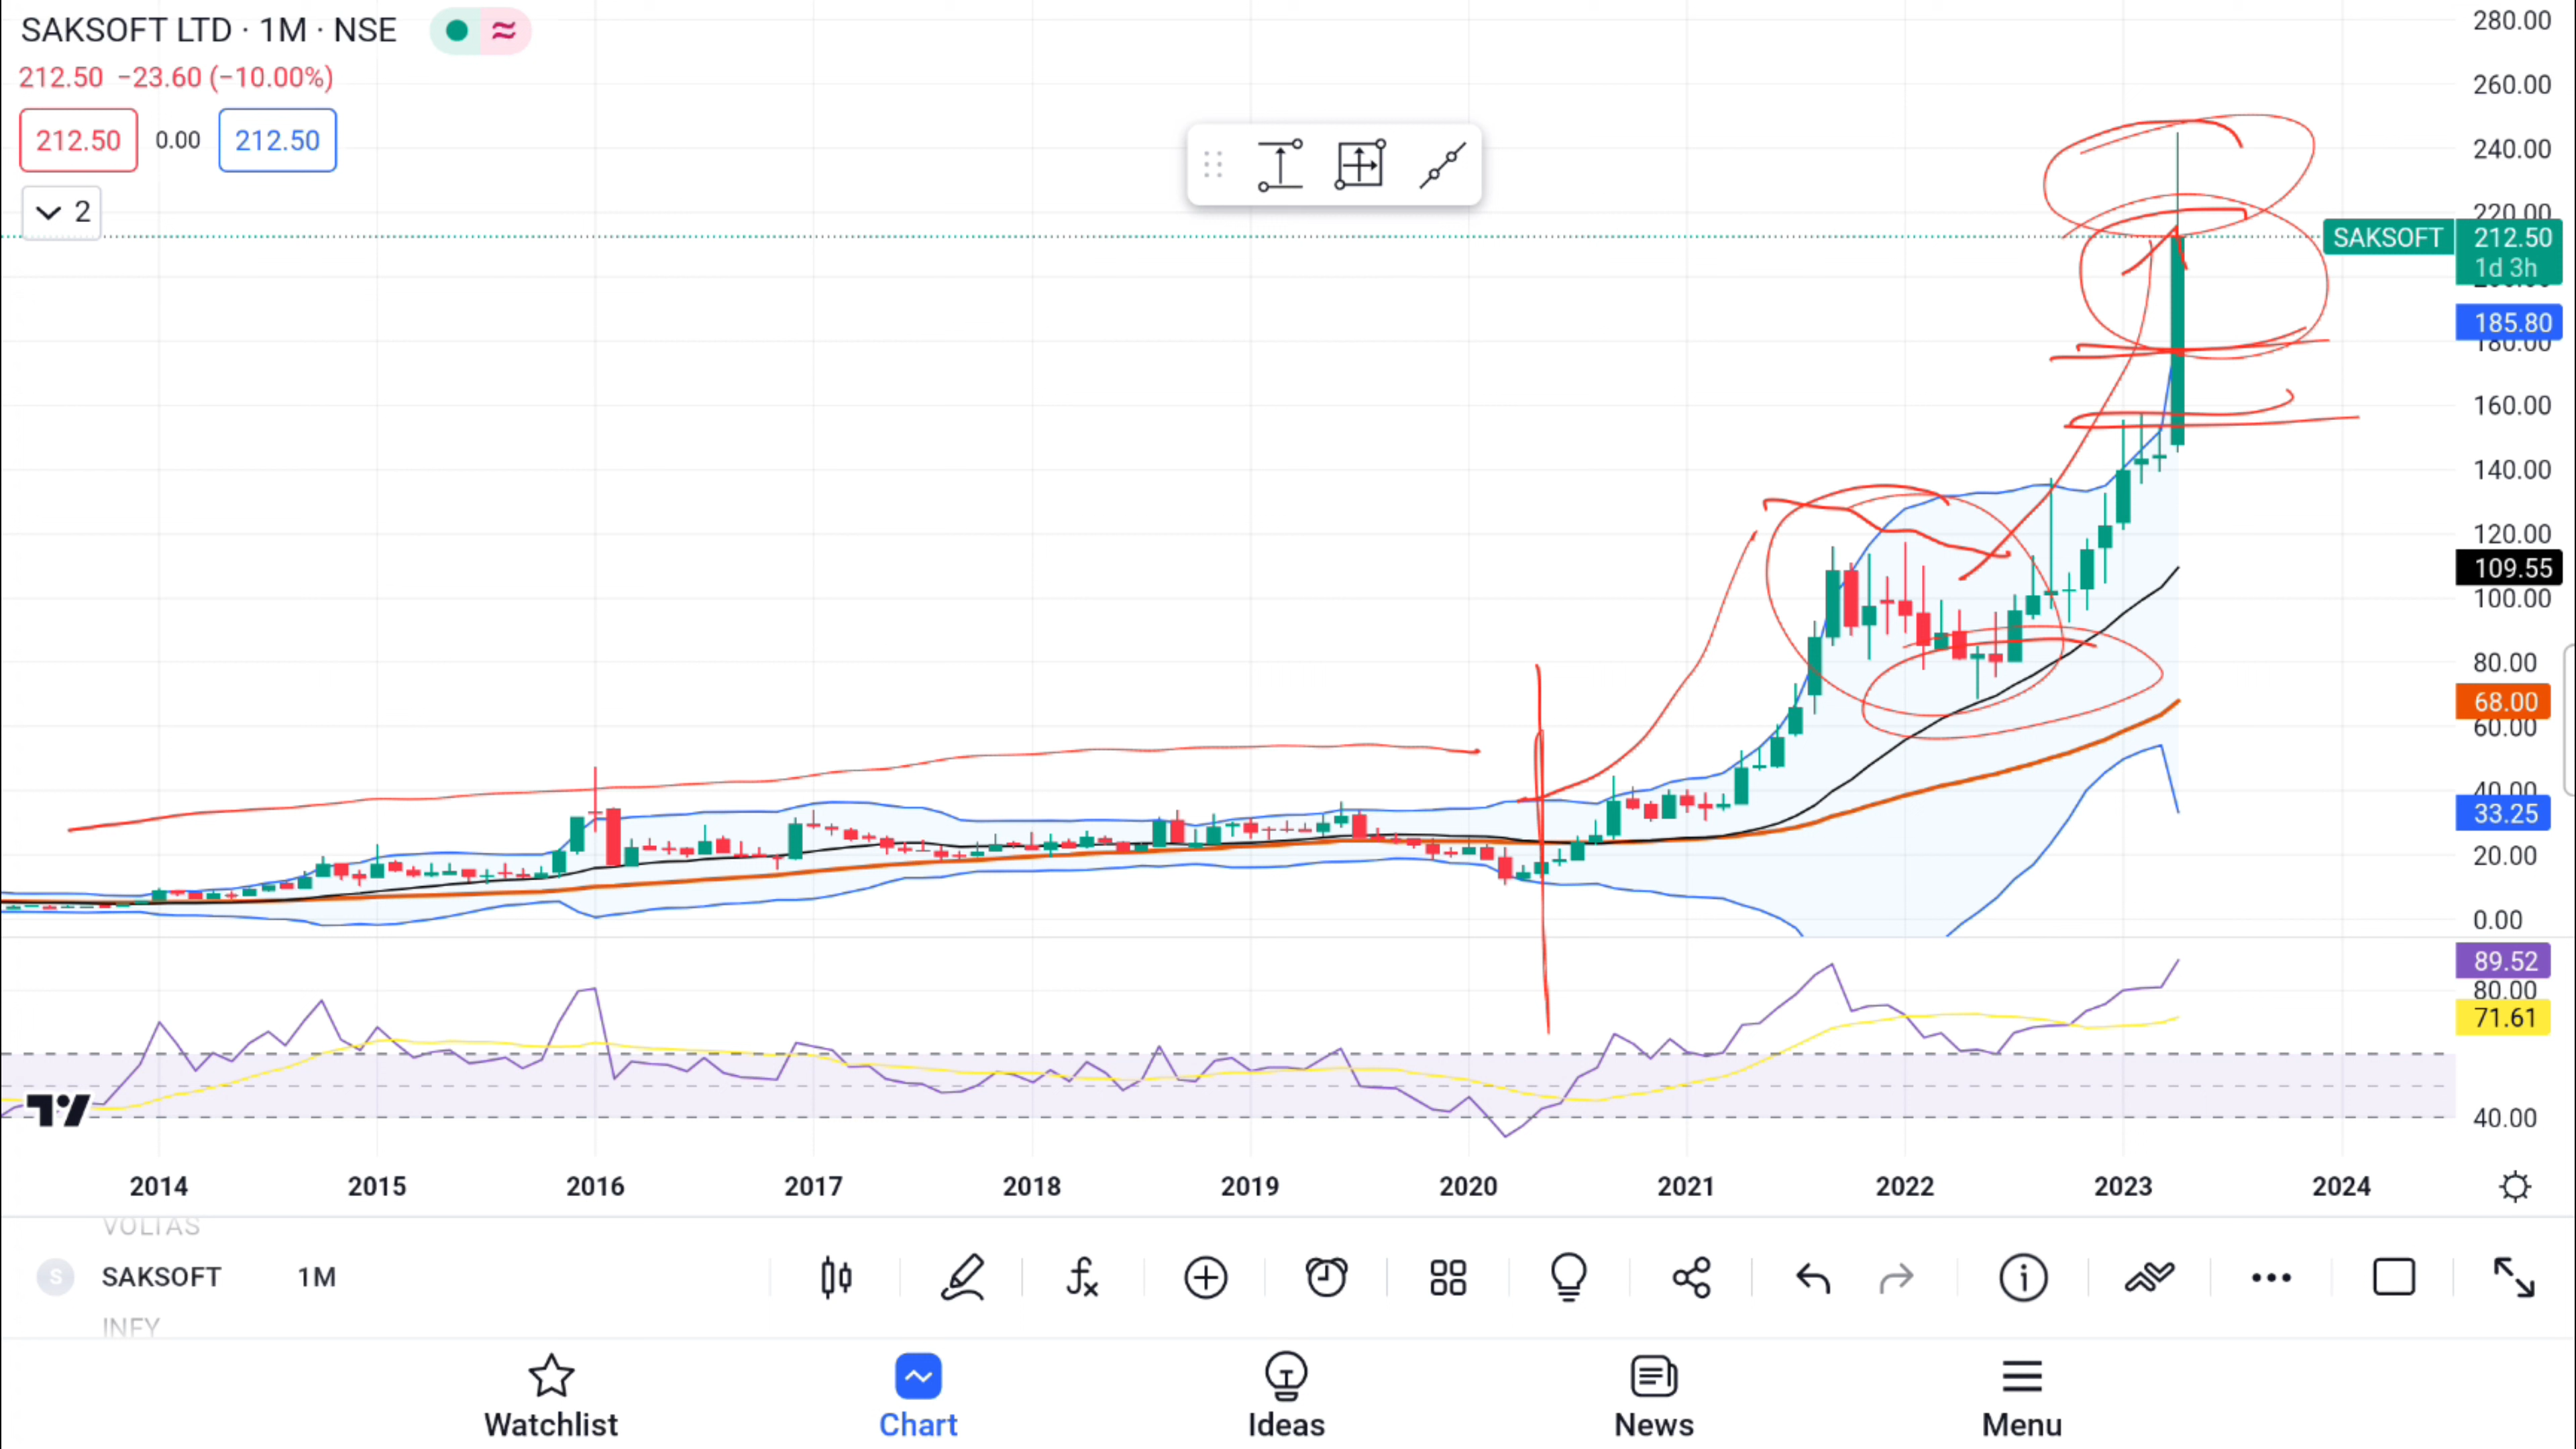 SAKSOFT LTD · 1M · NSE
212.50 −23.60 (−10.00%)
212.50 0.00 212.50
2
280.00
260.00
240.00
220.00
SAKSOFT 212.50
1d 3h
185.80
180.00
160.00
140.00
120.00
109.55
100.00
80.00
68.00
60.00
40.00
33.25
20.00
0.00
89.52
80.00
71.61
40.00
2014 2015 2016 2017 2018 2019 2020 2021 2022 2023 2024
VOLTAS
S SAKSOFT 1M
INFY
Watchlist Chart Ideas News Menu